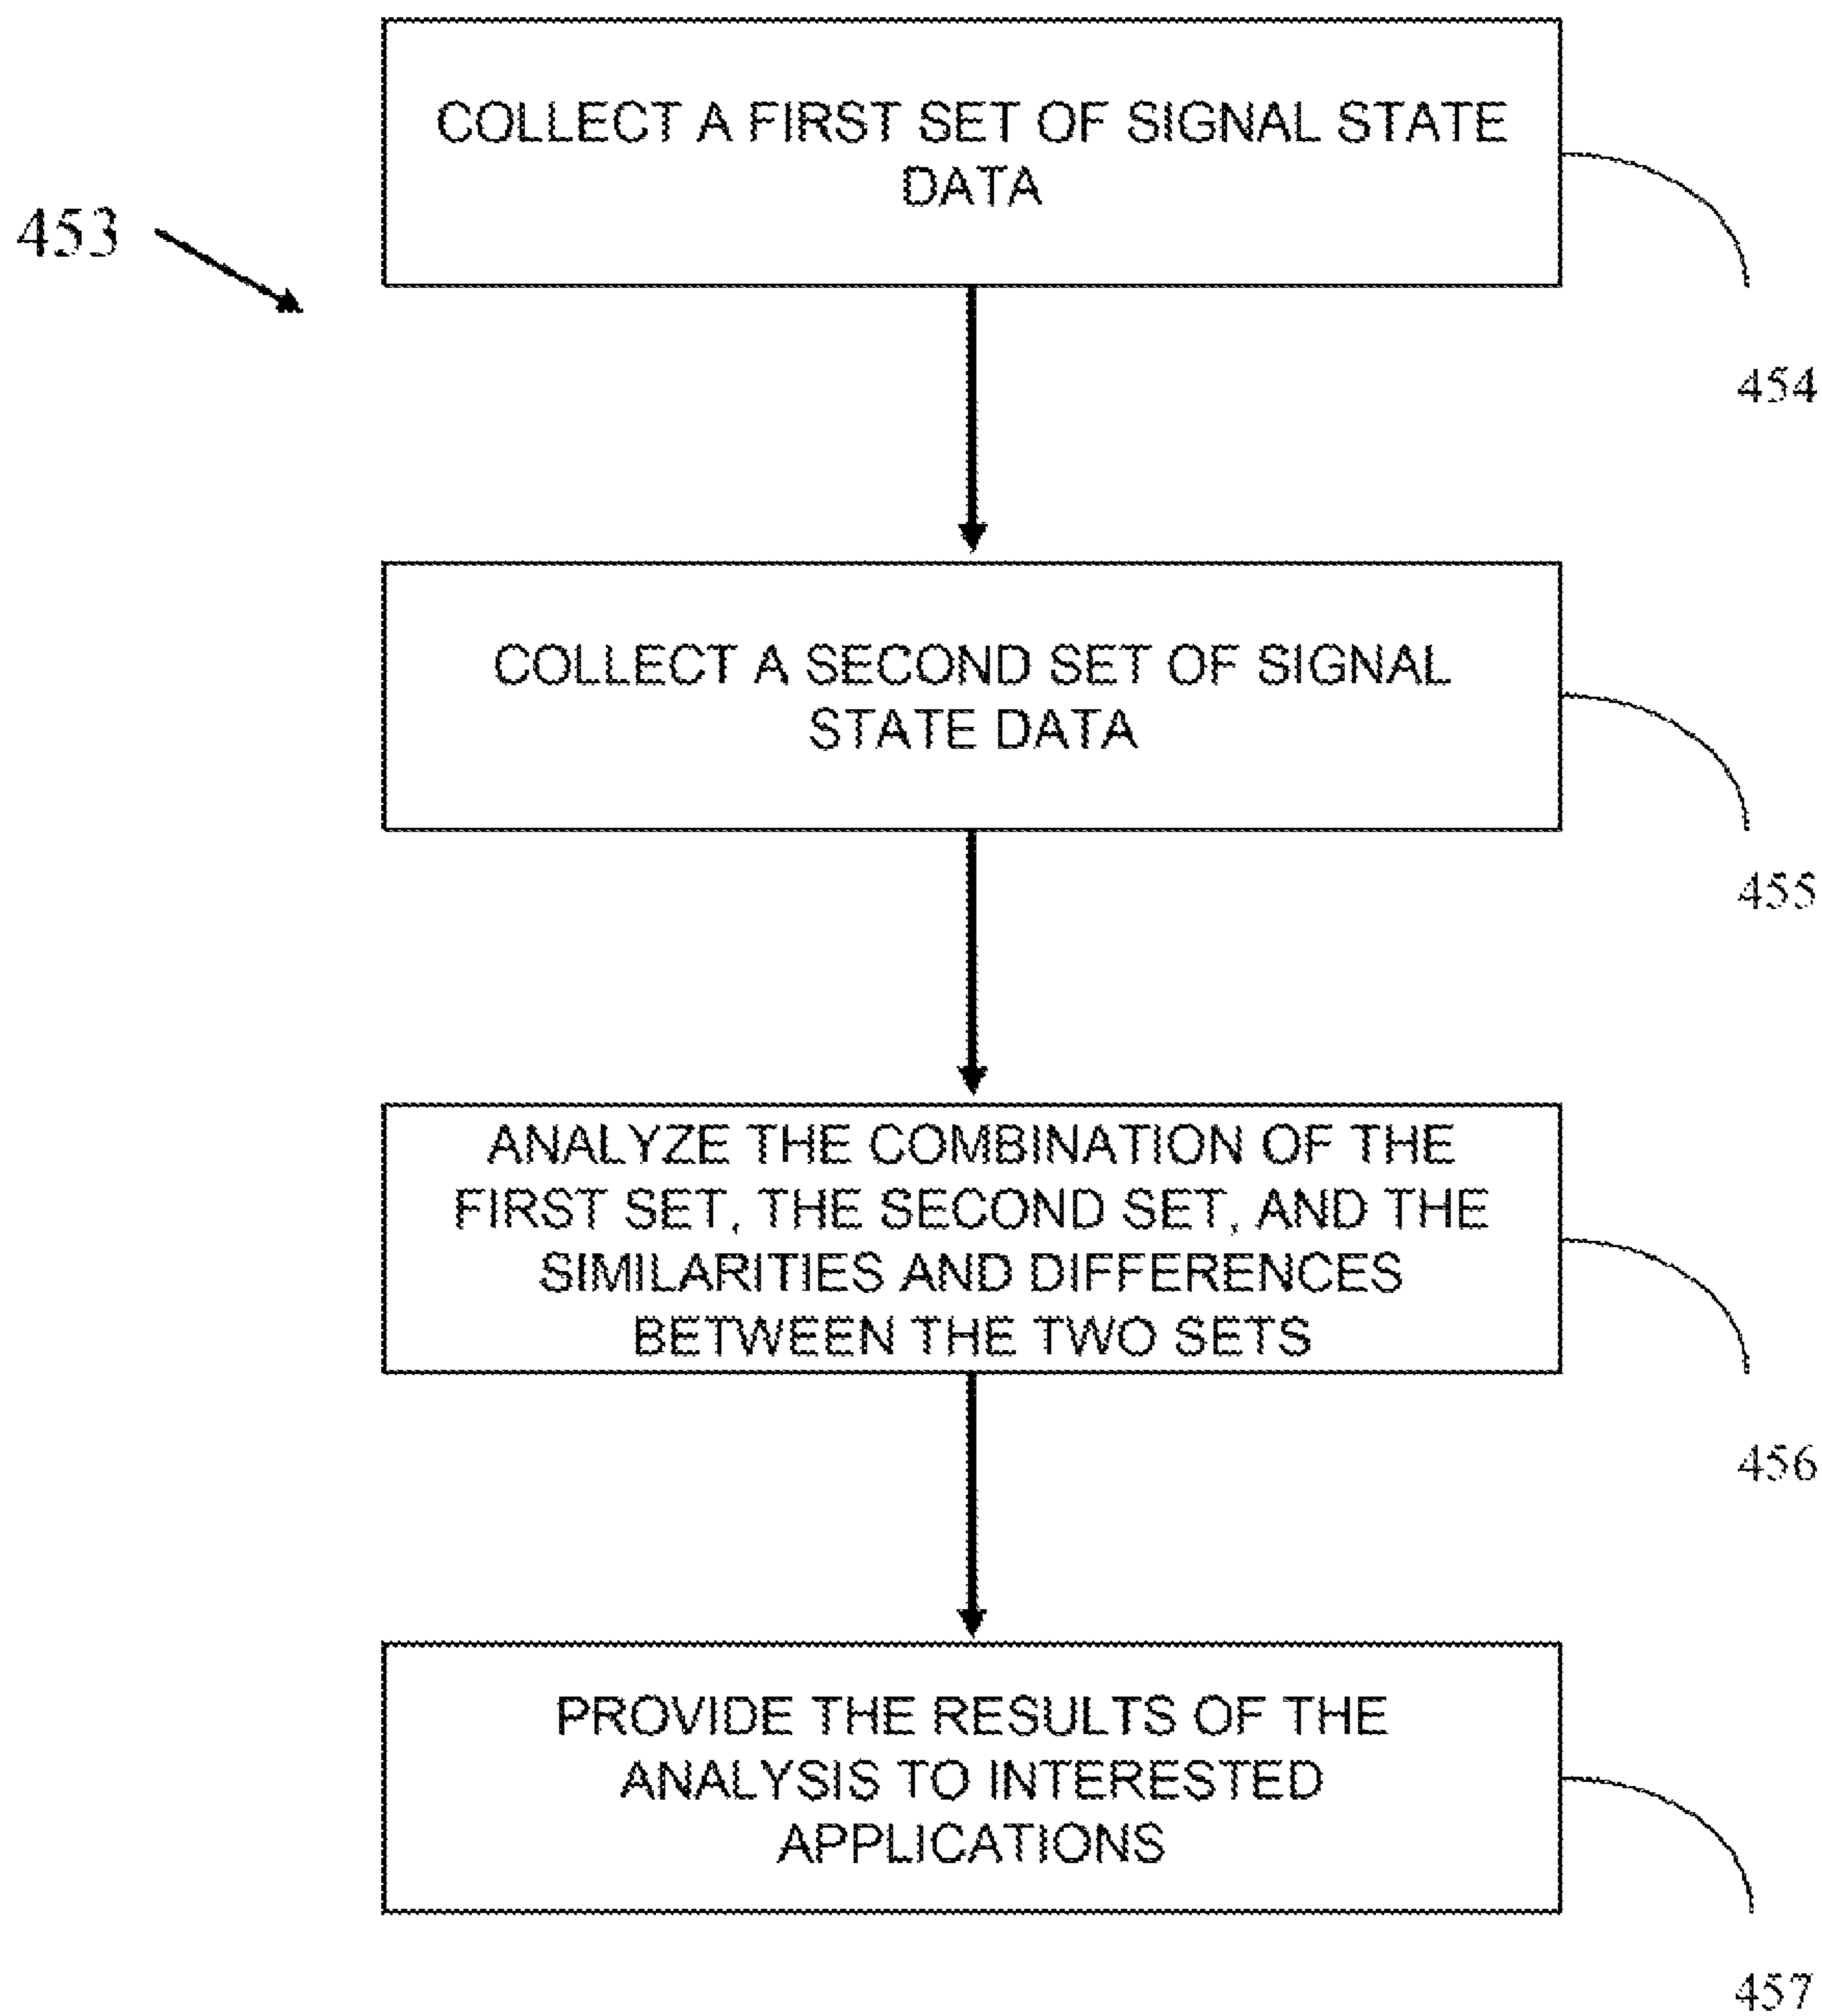 COLLECT A FIRST SET OF SIGNAL STATE
DATA
453
454
COLLECT A SECOND SET OF SIGNAL
STATE DATA
455
ANALYZE THE COMBINATION OF THE
FIRST SET, THE SECOND SET, AND THE
SIMILARITIES AND DIFFERENCES
BETWEEN THE TWO SETS
456
PROVIDE THE RESULTS OF THE
ANALYSIS TO INTERESTED
APPLICATIONS
457